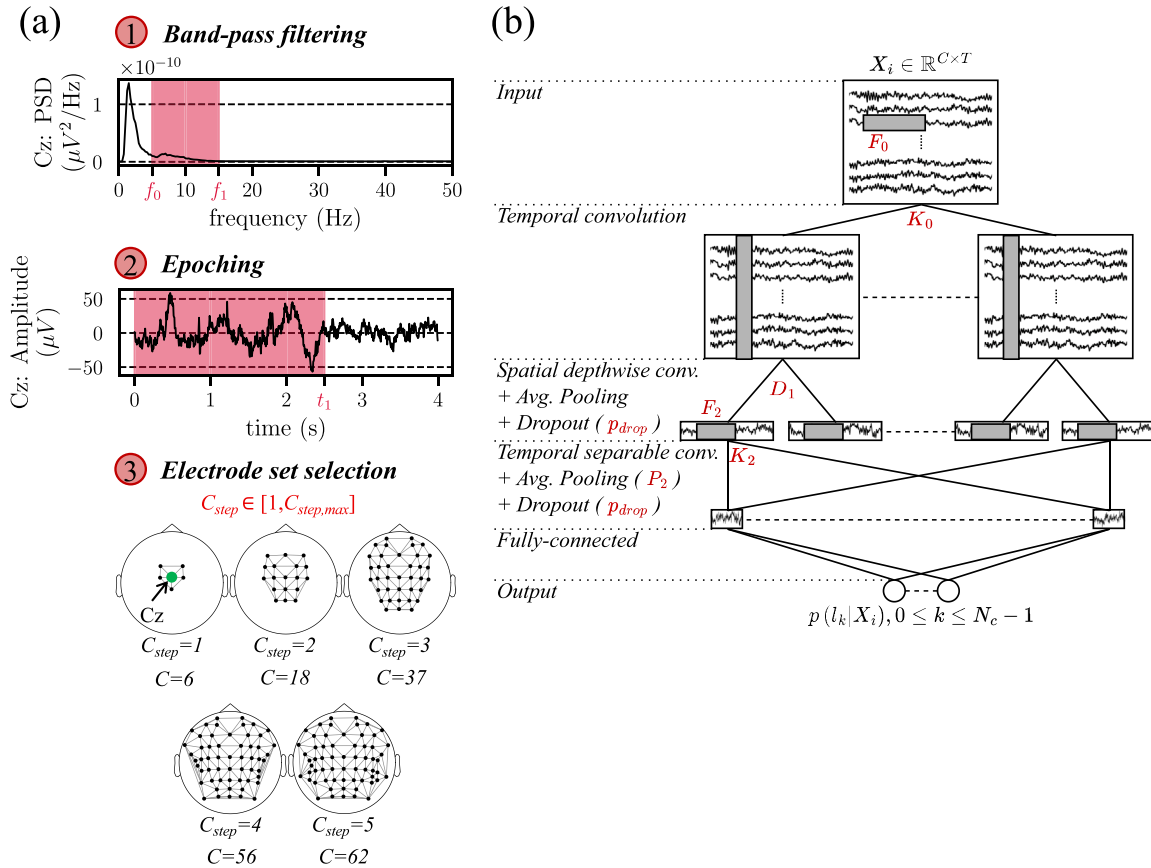 (a)
1 Band-pass filtering
×10⁻¹⁰
Cz: PSD
(μV²/Hz)
1
0
0 f₀ 10 f₁ 20 30 40 50
frequency (Hz)
2 Epoching
Cz: Amplitude
(μV)
50
0
−50
0 1 2 t₁ 3 4
time (s)
3 Electrode set selection
C_step ∈ [1,C_step,max]
Cz
C_step=1 C_step=2 C_step=3
C=6 C=18 C=37
C_step=4 C_step=5
C=56 C=62
(b)
X_i ∈ ℝ^{C×T}
Input
F₀
Temporal convolution
K₀
Spatial depthwise conv.
+ Avg. Pooling
+ Dropout ( p_drop )
D₁
F₂
Temporal separable conv.
+ Avg. Pooling ( P₂ )
+ Dropout ( p_drop )
K₂
Fully-connected
Output
p (l_k|X_i), 0 ≤ k ≤ N_c − 1